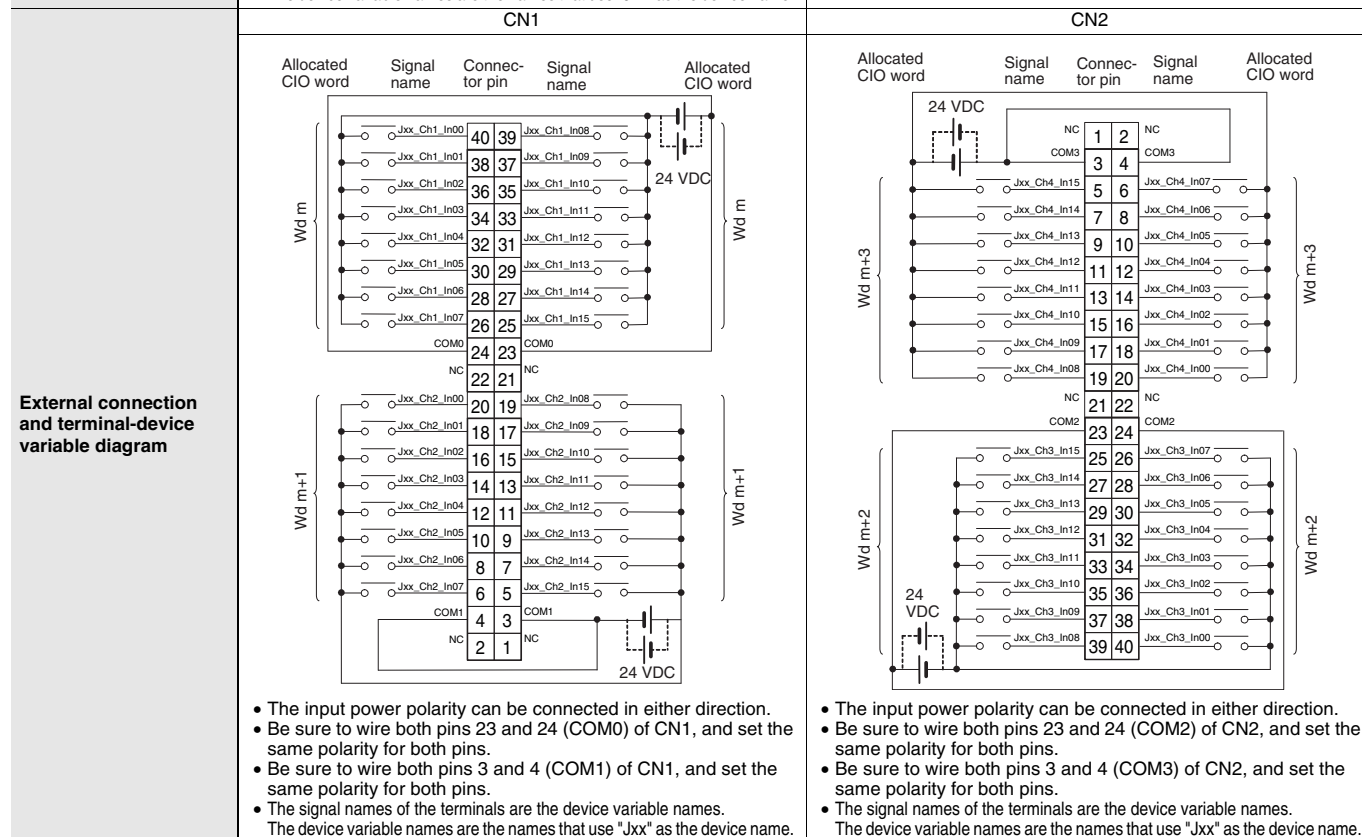 External connection
and terminal-device
variable diagram
CN1
Allocated CIO word
Signal name
Connec-tor pin
Signal name
Allocated CIO word
24 VDC
Wd m
Wd m
Jxx_Ch1_In00 40 39 Jxx_Ch1_In08
Jxx_Ch1_In01 38 37 Jxx_Ch1_In09
Jxx_Ch1_In02 36 35 Jxx_Ch1_In10
Jxx_Ch1_In03 34 33 Jxx_Ch1_In11
Jxx_Ch1_In04 32 31 Jxx_Ch1_In12
Jxx_Ch1_In05 30 29 Jxx_Ch1_In13
Jxx_Ch1_In06 28 27 Jxx_Ch1_In14
Jxx_Ch1_In07 26 25 Jxx_Ch1_In15
COM0 24 23 COM0
NC 22 21 NC
Wd m+1
Wd m+1
Jxx_Ch2_In00 20 19 Jxx_Ch2_In08
Jxx_Ch2_In01 18 17 Jxx_Ch2_In09
Jxx_Ch2_In02 16 15 Jxx_Ch2_In10
Jxx_Ch2_In03 14 13 Jxx_Ch2_In11
Jxx_Ch2_In04 12 11 Jxx_Ch2_In12
Jxx_Ch2_In05 10 9 Jxx_Ch2_In13
Jxx_Ch2_In06 8 7 Jxx_Ch2_In14
Jxx_Ch2_In07 6 5 Jxx_Ch2_In15
COM1 4 3 COM1
NC 2 1 NC
24 VDC
• The input power polarity can be connected in either direction.
• Be sure to wire both pins 23 and 24 (COM0) of CN1, and set the
same polarity for both pins.
• Be sure to wire both pins 3 and 4 (COM1) of CN1, and set the
same polarity for both pins.
• The signal names of the terminals are the device variable names.
The device variable names are the names that use "Jxx" as the device name.
CN2
Allocated CIO word
Signal name
Connec-tor pin
Signal name
Allocated CIO word
24 VDC
NC 1 2 NC
COM3 3 4 COM3
Wd m+3
Wd m+3
Jxx_Ch4_In15 5 6 Jxx_Ch4_In07
Jxx_Ch4_In14 7 8 Jxx_Ch4_In06
Jxx_Ch4_In13 9 10 Jxx_Ch4_In05
Jxx_Ch4_In12 11 12 Jxx_Ch4_In04
Jxx_Ch4_In11 13 14 Jxx_Ch4_In03
Jxx_Ch4_In10 15 16 Jxx_Ch4_In02
Jxx_Ch4_In09 17 18 Jxx_Ch4_In01
Jxx_Ch4_In08 19 20 Jxx_Ch4_In00
NC 21 22 NC
COM2 23 24 COM2
Wd m+2
Wd m+2
Jxx_Ch3_In15 25 26 Jxx_Ch3_In07
Jxx_Ch3_In14 27 28 Jxx_Ch3_In06
Jxx_Ch3_In13 29 30 Jxx_Ch3_In05
Jxx_Ch3_In12 31 32 Jxx_Ch3_In04
Jxx_Ch3_In11 33 34 Jxx_Ch3_In03
Jxx_Ch3_In10 35 36 Jxx_Ch3_In02
Jxx_Ch3_In09 37 38 Jxx_Ch3_In01
Jxx_Ch3_In08 39 40 Jxx_Ch3_In00
24
VDC
• The input power polarity can be connected in either direction.
• Be sure to wire both pins 23 and 24 (COM2) of CN2, and set the
same polarity for both pins.
• Be sure to wire both pins 3 and 4 (COM3) of CN2, and set the
same polarity for both pins.
• The signal names of the terminals are the device variable names.
The device variable names are the names that use "Jxx" as the device name.